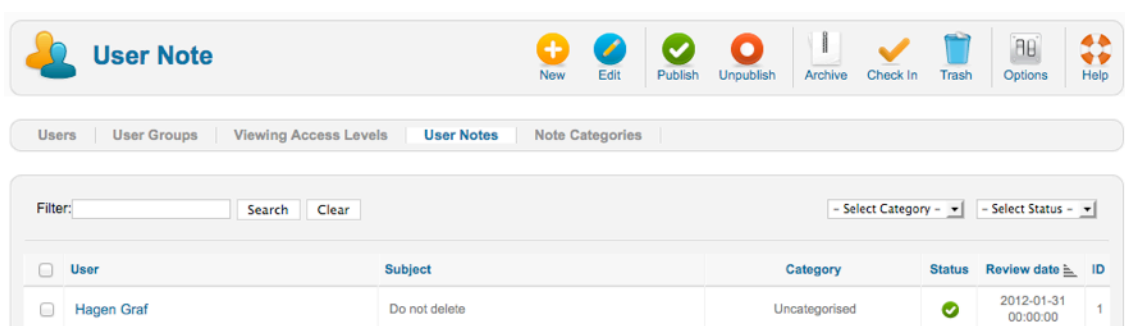 User Note
New Edit Publish Unpublish Archive Check In Trash Options Help
Users User Groups Viewing Access Levels User Notes Note Categories
Filter: Search Clear - Select Category - - Select Status -
User Subject Category Status Review date ID
Hagen Graf Do not delete Uncategorised 2012-01-31 00:00:00 1